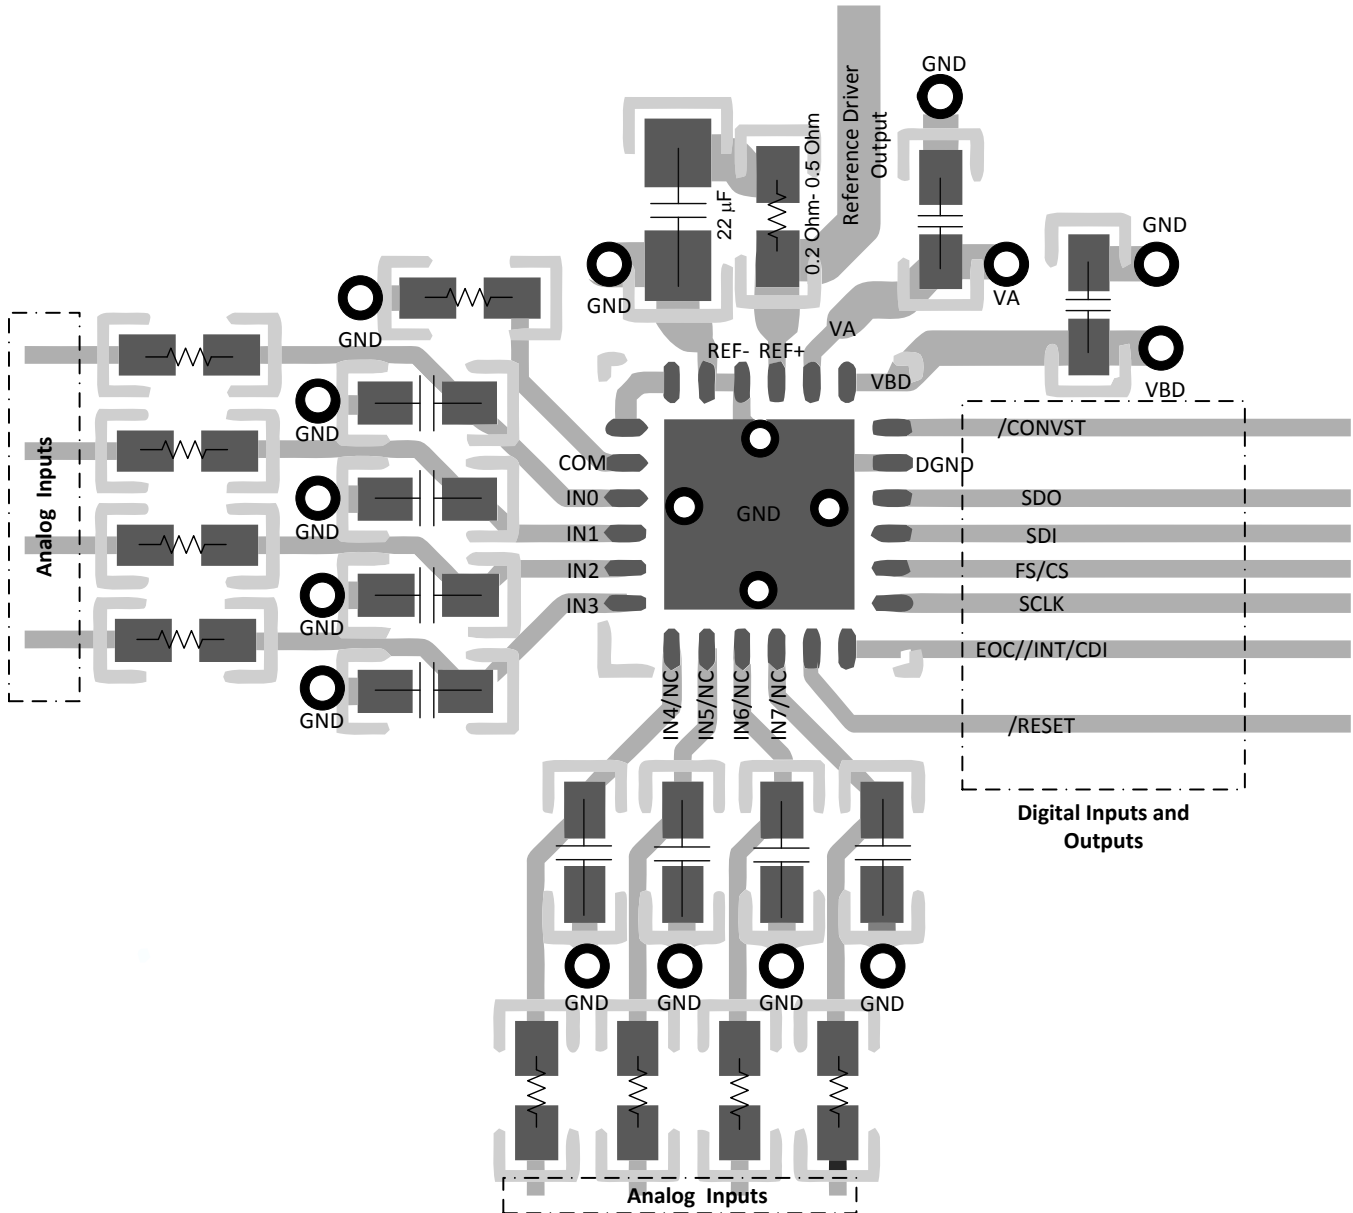 GND
Reference Driver
Output
0.2 Ohm- 0.5 Ohm
22 µF
GND
GND
VA
GND
VBD
GND
VA
REF- REF+
VBD
Analog Inputs
GND
GND
GND
GND
COM
IN0
IN1
IN2
IN3
GND
/CONVST
DGND
SDO
SDI
FS/CS
SCLK
EOC//INT/CDI
/RESET
IN4/NC
IN5/NC
IN6/NC
IN7/NC
Digital Inputs and
Outputs
GND
GND
GND
GND
Analog Inputs